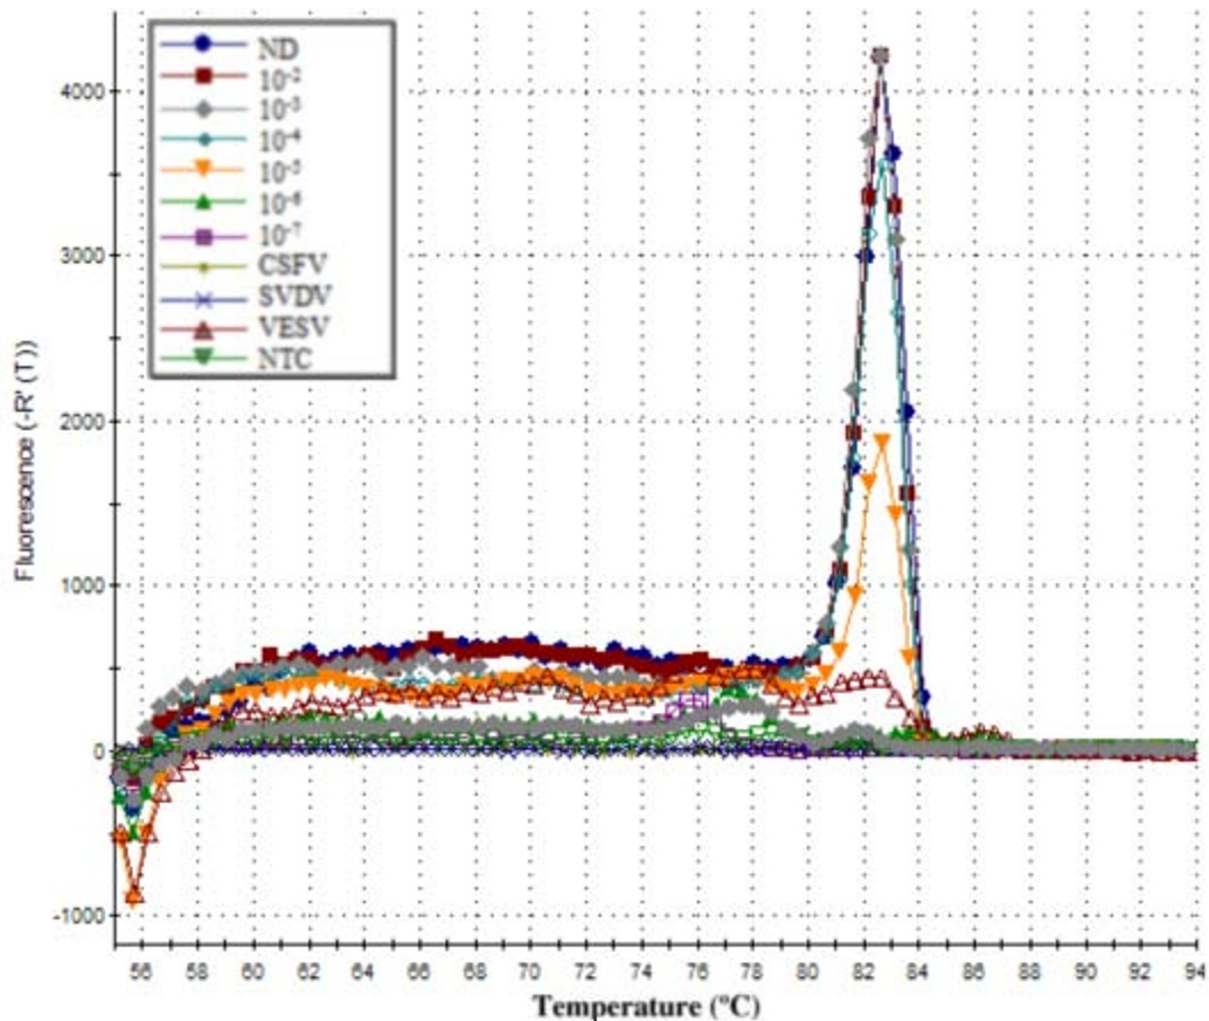 ND
10⁻²
10⁻³
10⁻⁴
10⁻⁵
10⁻⁶
10⁻⁷
CSFV
SVDV
VESV
NTC
4000
3000
2000
1000
0
-1000
Fluorescence (-R' (T))
56 58 60 62 64 66 68 70 72 74 76 78 80 82 84 86 88 90 92 94
Temperature (ºC)